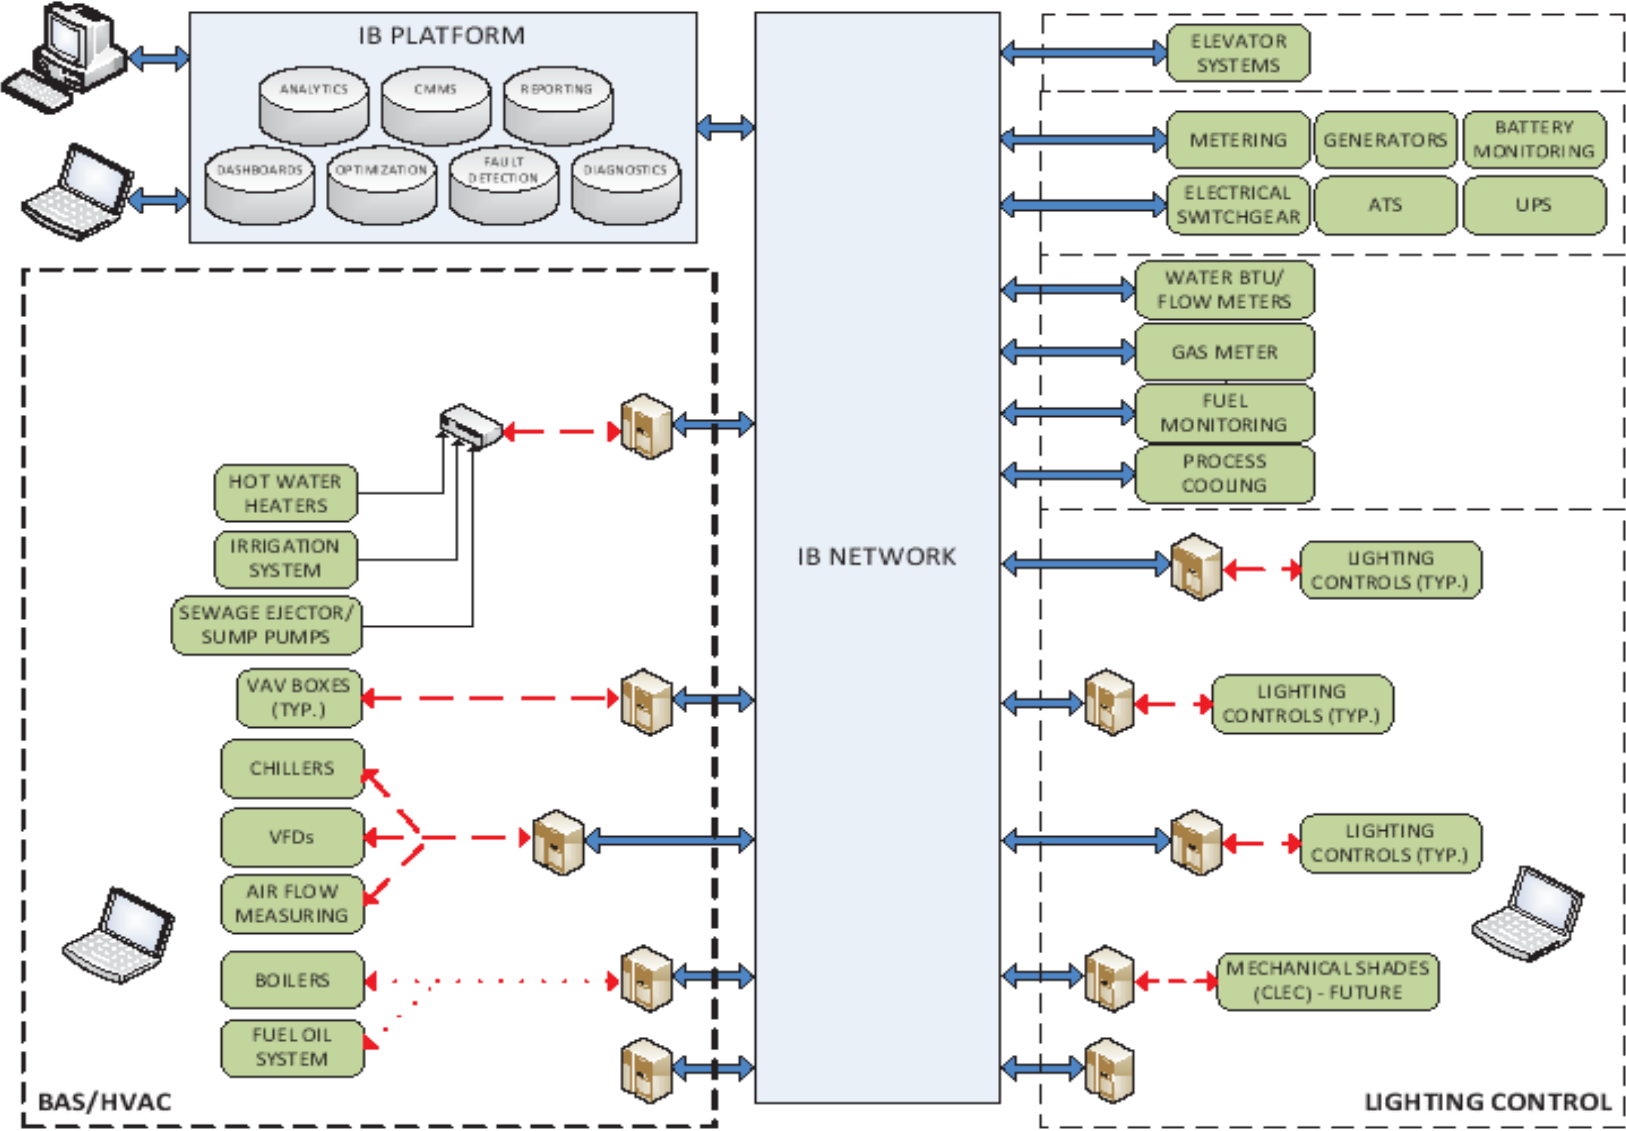 IB PLATFORM
ANALYTICS
CMMS
REPORTING
DASHBOARDS
OPTIMIZATION
FAULT
DETECTION
DIAGNOSTICS
IB NETWORK
ELEVATOR
SYSTEMS
METERING
GENERATORS
BATTERY
MONITORING
ELECTRICAL
SWITCHGEAR
ATS
UPS
WATER BTU/
FLOW METERS
GAS METER
FUEL
MONITORING
PROCESS
COOLING
LIGHTING
CONTROLS (TYP.)
LIGHTING
CONTROLS (TYP.)
LIGHTING
CONTROLS (TYP.)
MECHANICAL SHADES
(CLEC) - FUTURE
LIGHTING CONTROL
HOT WATER
HEATERS
IRRIGATION
SYSTEM
SEWAGE EJECTOR/
SUMP PUMPS
VAV BOXES
(TYP.)
CHILLERS
VFDs
AIR FLOW
MEASURING
BOILERS
FUEL OIL
SYSTEM
BAS/HVAC